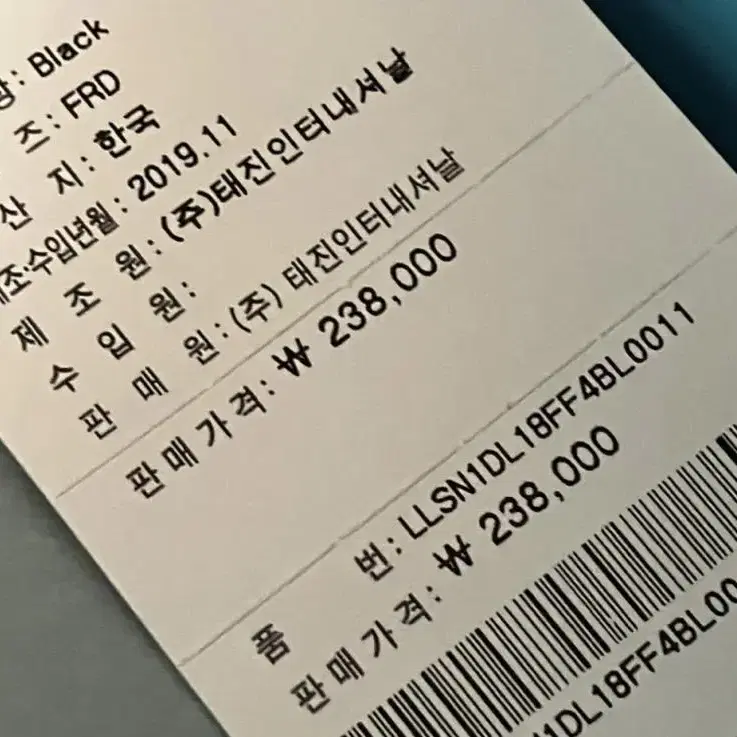 : Black
즈: FRD
산 지: 한국
조·수입년월: 2019.11
제 조 원: (주)태진인터내셔날
수 입 원:
판 매 원: (주) 태진인터내셔날
판매가격: ₩ 238,000
품 번: LLSN1DL18FF4BL0011
판매가격: ₩ 238,000
1DL18FF4BL00